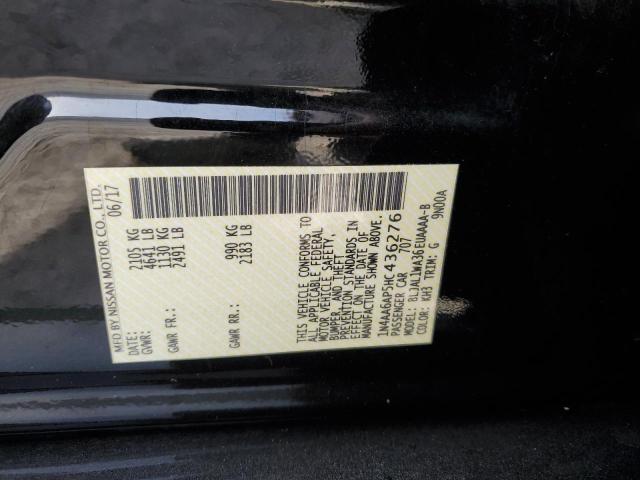 MFD BY NISSAN MOTOR CO., LTD.
06/17
2105 KG
GVWR: 4641 LB
1130 KG
GAWR FR.: 2491 LB
990 KG
GAWR RR.: 2183 LB
THIS VEHICLE CONFORMS TO
ALL APPLICABLE FEDERAL
MOTOR VEHICLE SAFETY,
BUMPER, AND THEFT
PREVENTION STANDARDS IN
EFFECT ON THE DATE OF
MANUFACTURE SHOWN ABOVE.
1N4AA6AP5HC436276
PASSENGER CAR 707
MODEL: BLJAL1WA36EUAAAA-B
COLOR: KH3 TRIM: G 9N00A